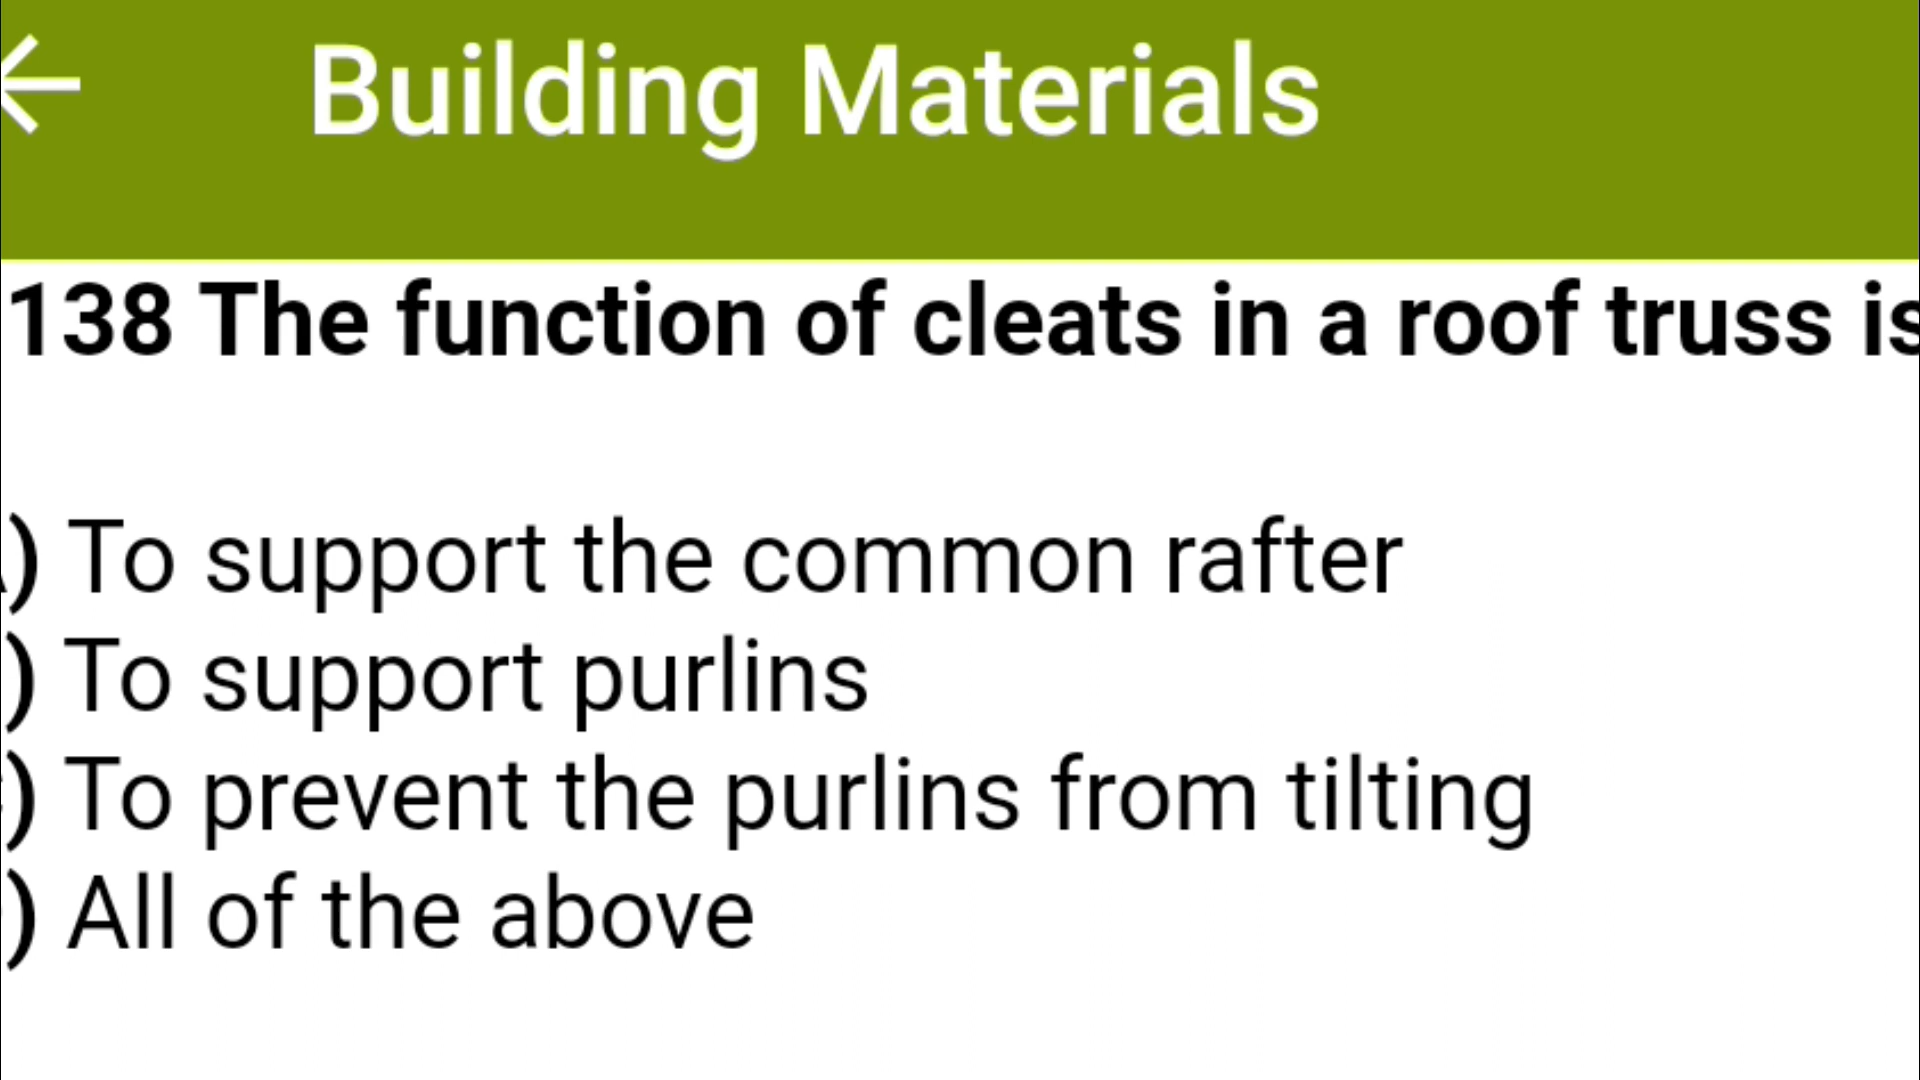 Building Materials
138 The function of cleats in a roof truss is
) To support the common rafter
) To support purlins
) To prevent the purlins from tilting
) All of the above